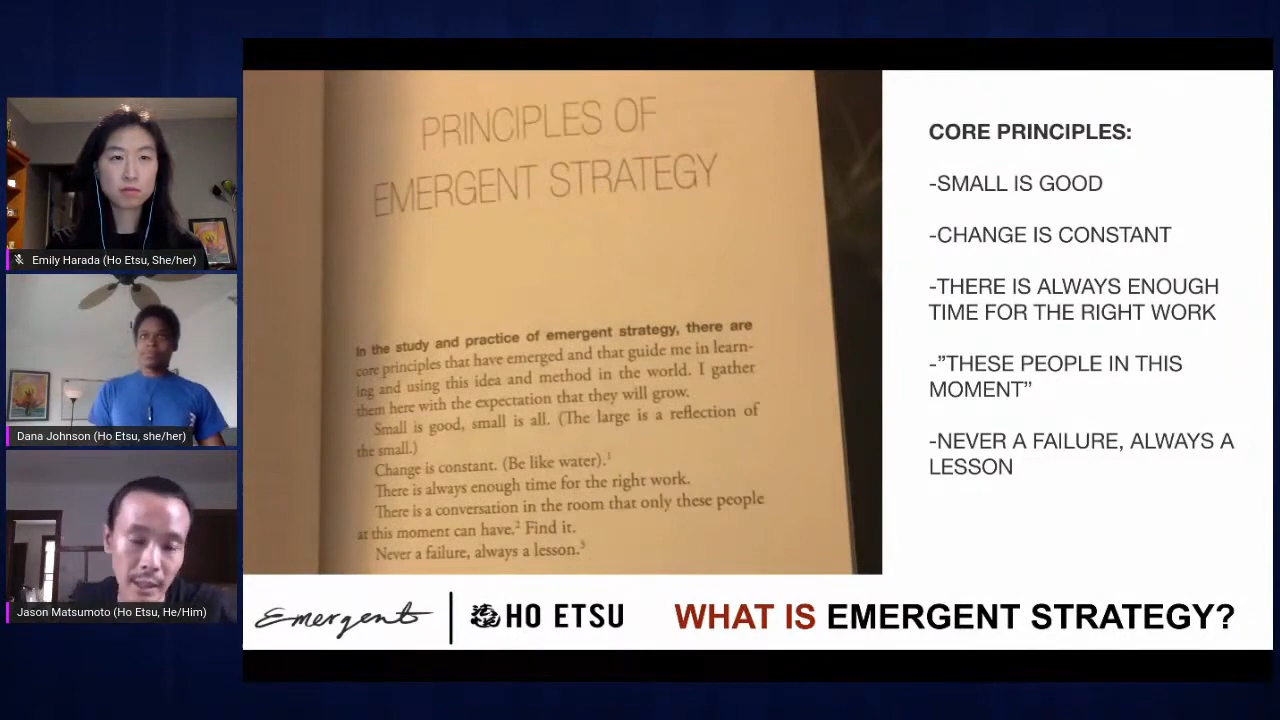 Emily Harada (Ho Etsu, She/her)
Dana Johnson (Ho Etsu, she/her)
Jason Matsumoto (Ho Etsu, He/Him)
PRINCIPLES OF
EMERGENT STRATEGY
In the study and practice of emergent strategy, there are
core principles that have emerged and that guide me in learn-
ing and using this idea and method in the world. I gather
them here with the expectation that they will grow.
Small is good, small is all. (The large is a reflection of
the small.)
Change is constant. (Be like water).¹
There is always enough time for the right work.
There is a conversation in the room that only these people
at this moment can have.² Find it.
Never a failure, always a lesson.³
CORE PRINCIPLES:
-SMALL IS GOOD
-CHANGE IS CONSTANT
-THERE IS ALWAYS ENOUGH
TIME FOR THE RIGHT WORK
-”THESE PEOPLE IN THIS
MOMENT”
-NEVER A FAILURE, ALWAYS A
LESSON
Emergent
HO ETSU
WHAT IS EMERGENT STRATEGY?